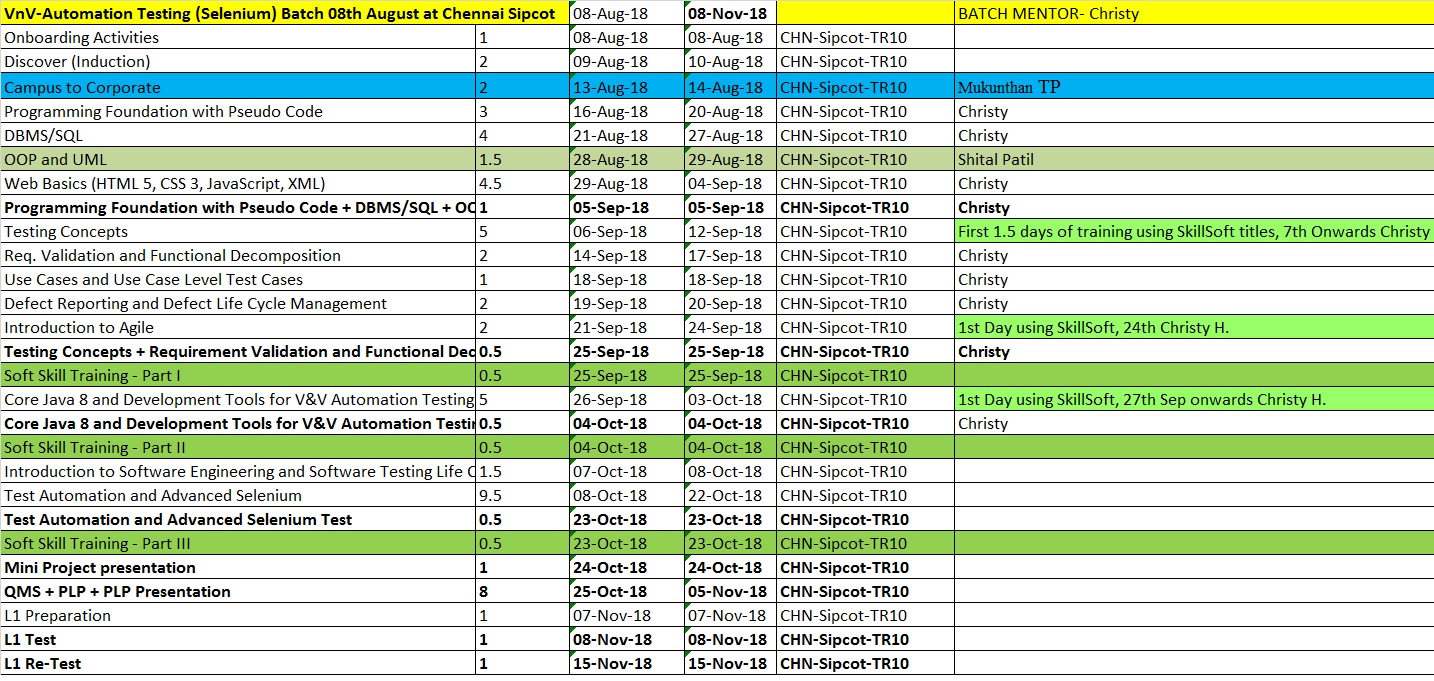 VnV-Automation Testing (Selenium) Batch 08th August at Chennai Sipcot 08-Aug-18 08-Nov-18 BATCH MENTOR- Christy
Onboarding Activities 1 08-Aug-18 08-Aug-18 CHN-Sipcot-TR10
Discover (Induction) 2 09-Aug-18 10-Aug-18 CHN-Sipcot-TR10
Campus to Corporate 2 13-Aug-18 14-Aug-18 CHN-Sipcot-TR10 Mukunthan TP
Programming Foundation with Pseudo Code 3 16-Aug-18 20-Aug-18 CHN-Sipcot-TR10 Christy
DBMS/SQL 4 21-Aug-18 27-Aug-18 CHN-Sipcot-TR10 Christy
OOP and UML 1.5 28-Aug-18 29-Aug-18 CHN-Sipcot-TR10 Shital Patil
Web Basics (HTML 5, CSS 3, JavaScript, XML) 4.5 29-Aug-18 04-Sep-18 CHN-Sipcot-TR10 Christy
Programming Foundation with Pseudo Code + DBMS/SQL + OC 1 05-Sep-18 05-Sep-18 CHN-Sipcot-TR10 Christy
Testing Concepts 5 06-Sep-18 12-Sep-18 CHN-Sipcot-TR10 First 1.5 days of training using SkillSoft titles, 7th Onwards Christy
Req. Validation and Functional Decomposition 2 14-Sep-18 17-Sep-18 CHN-Sipcot-TR10 Christy
Use Cases and Use Case Level Test Cases 1 18-Sep-18 18-Sep-18 CHN-Sipcot-TR10 Christy
Defect Reporting and Defect Life Cycle Management 2 19-Sep-18 20-Sep-18 CHN-Sipcot-TR10 Christy
Introduction to Agile 2 21-Sep-18 24-Sep-18 CHN-Sipcot-TR10 1st Day using SkillSoft, 24th Christy H.
Testing Concepts + Requirement Validation and Functional Dec 0.5 25-Sep-18 25-Sep-18 CHN-Sipcot-TR10 Christy
Soft Skill Training - Part I 0.5 25-Sep-18 25-Sep-18 CHN-Sipcot-TR10
Core Java 8 and Development Tools for V&V Automation Testing 5 26-Sep-18 03-Oct-18 CHN-Sipcot-TR10 1st Day using SkillSoft, 27th Sep onwards Christy H.
Core Java 8 and Development Tools for V&V Automation Testi 0.5 04-Oct-18 04-Oct-18 CHN-Sipcot-TR10 Christy
Soft Skill Training - Part II 0.5 04-Oct-18 04-Oct-18 CHN-Sipcot-TR10
Introduction to Software Engineering and Software Testing Life C 1.5 07-Oct-18 08-Oct-18 CHN-Sipcot-TR10
Test Automation and Advanced Selenium 9.5 08-Oct-18 22-Oct-18 CHN-Sipcot-TR10
Test Automation and Advanced Selenium Test 0.5 23-Oct-18 23-Oct-18 CHN-Sipcot-TR10
Soft Skill Training - Part III 0.5 23-Oct-18 23-Oct-18 CHN-Sipcot-TR10
Mini Project presentation 1 24-Oct-18 24-Oct-18 CHN-Sipcot-TR10
QMS + PLP + PLP Presentation 8 25-Oct-18 05-Nov-18 CHN-Sipcot-TR10
L1 Preparation 1 07-Nov-18 07-Nov-18 CHN-Sipcot-TR10
L1 Test 1 08-Nov-18 08-Nov-18 CHN-Sipcot-TR10
L1 Re-Test 1 15-Nov-18 15-Nov-18 CHN-Sipcot-TR10